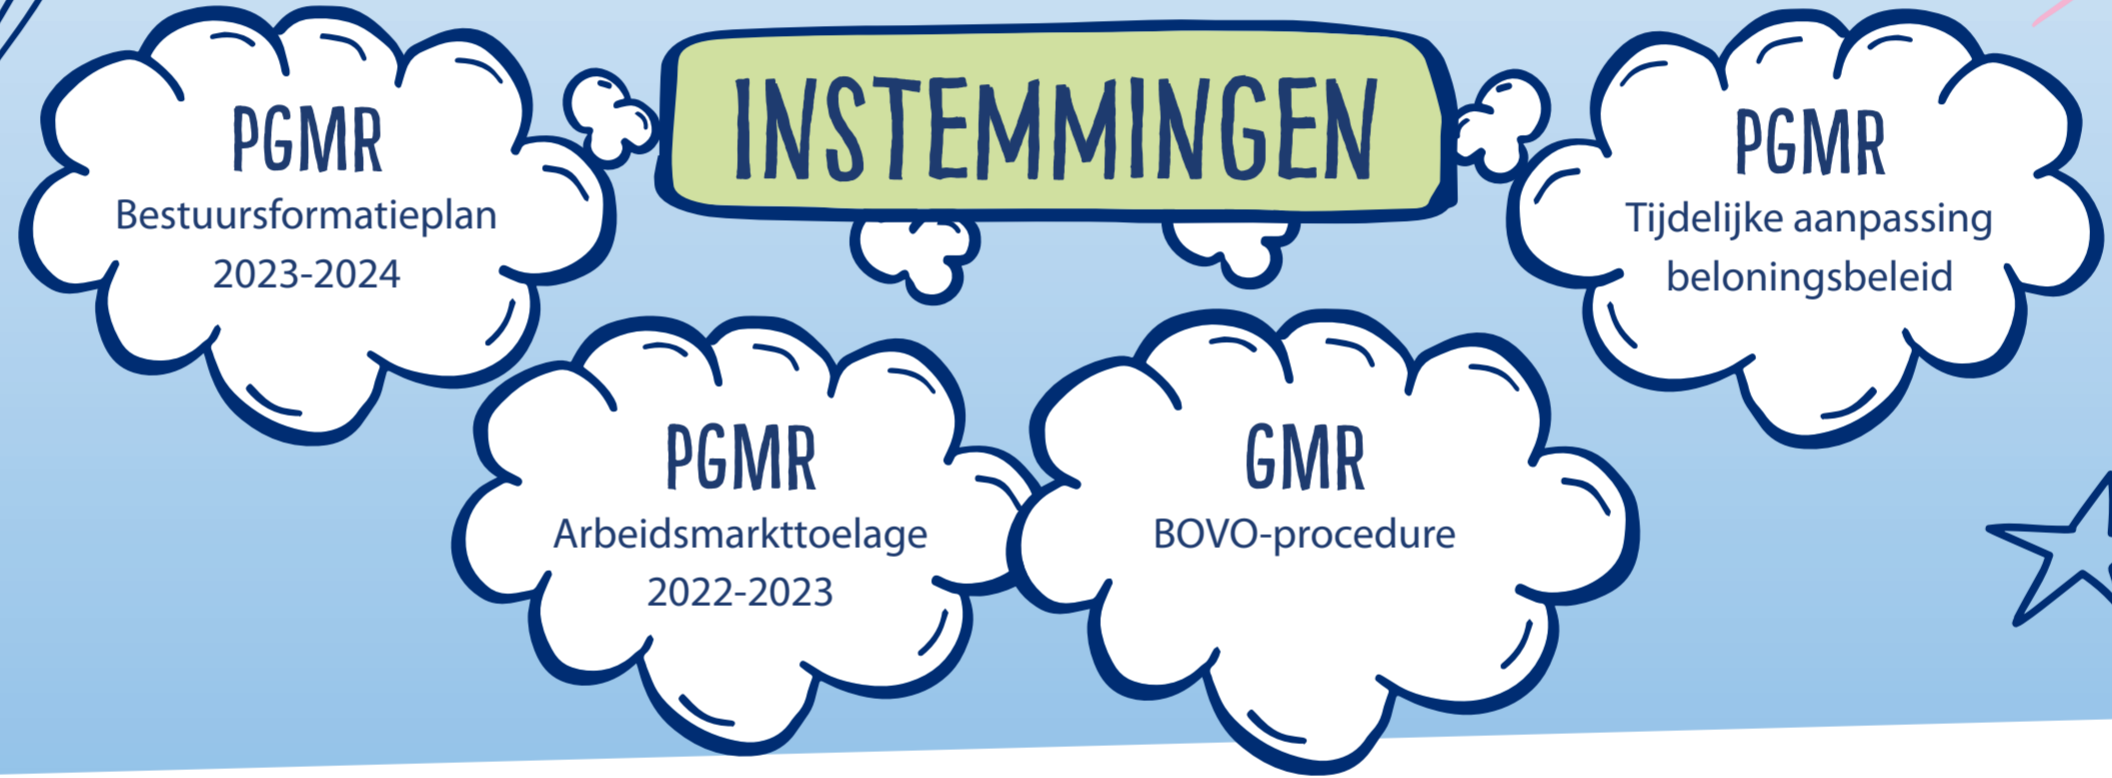 INSTEMMINGEN
PGMR
Bestuursformatieplan
2023-2024
PGMR
Arbeidsmarkttoelage
2022-2023
GMR
BOVO-procedure
PGMR
Tijdelijke aanpassing
beloningsbeleid